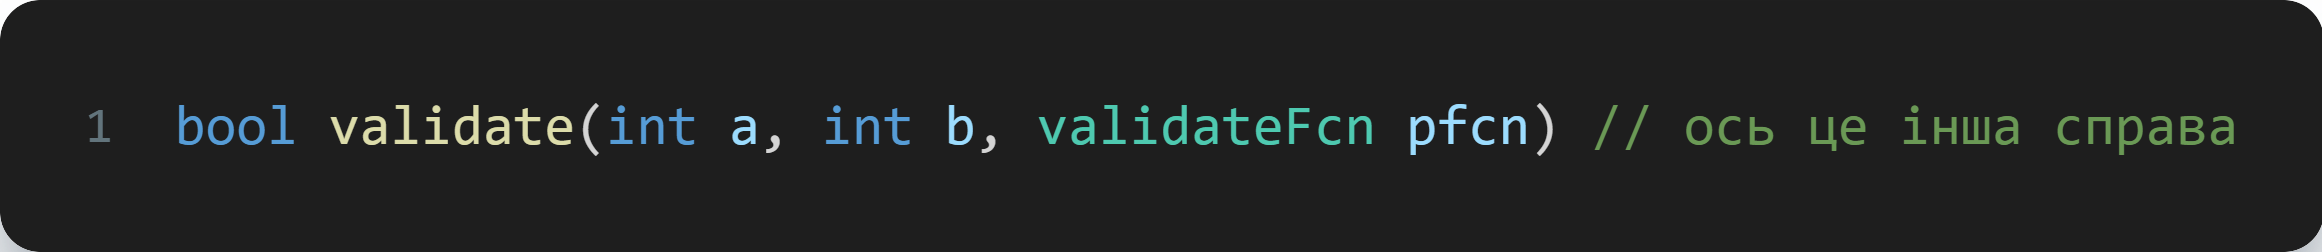 1 bool validate(int a, int b, validateFcn pfcn) // ось це інша справа